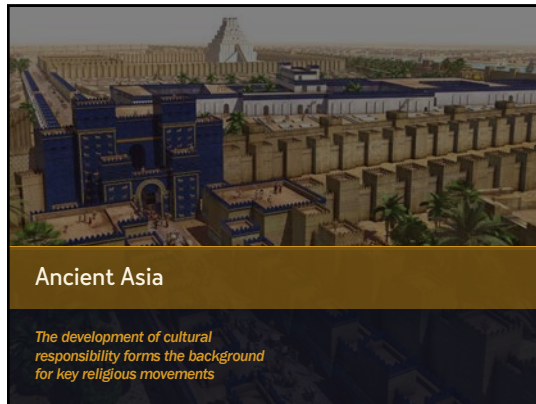 Ancient Asia
The development of cultural
responsibility forms the background
for key religious movements